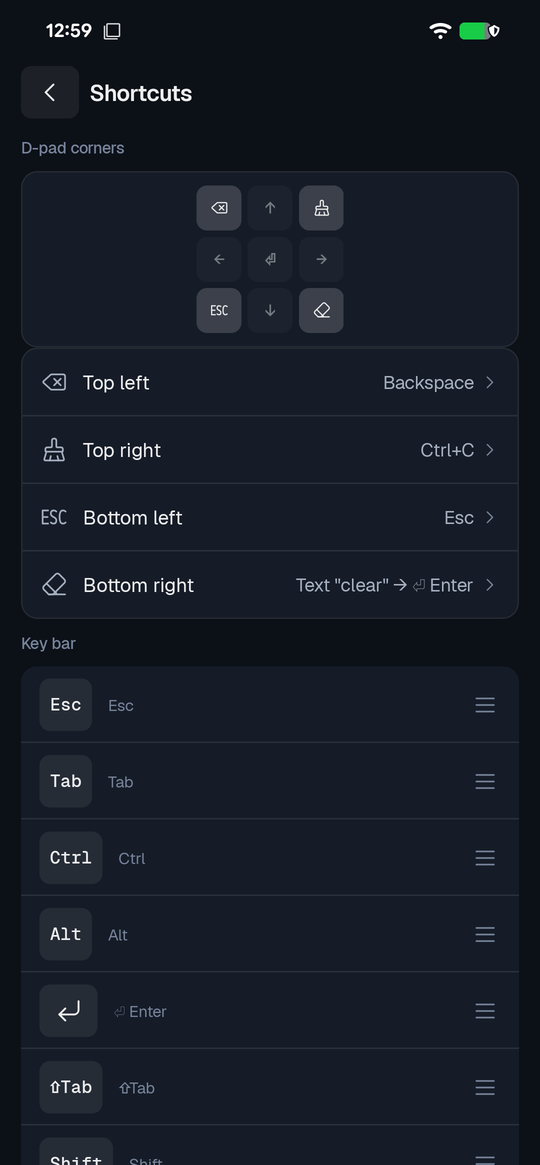 12:59
Shortcuts
D-pad corners
↑
← ⏎ →
ESC ↓
Top left Backspace
Top right Ctrl+C
ESC Bottom left Esc
Bottom right Text "clear" → ⏎ Enter
Key bar
Esc Esc
Tab Tab
Ctrl Ctrl
Alt Alt
⏎ Enter
⇧Tab ⇧Tab
Shift Shift